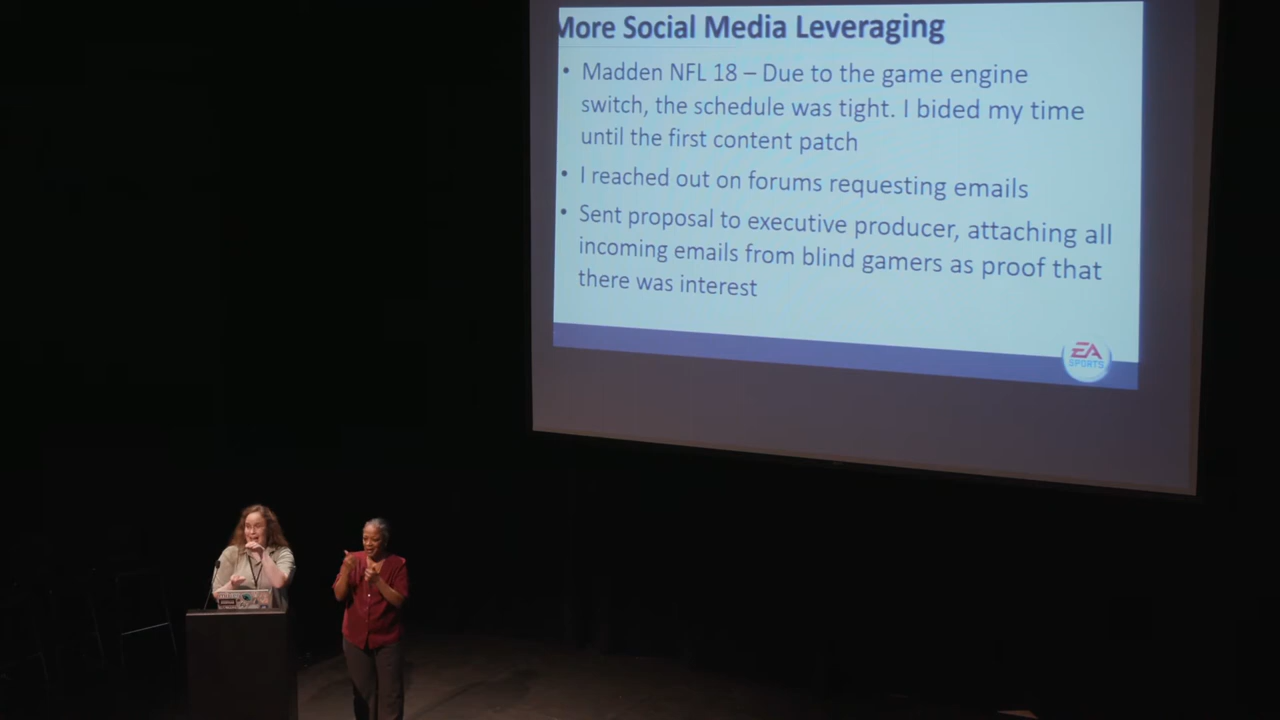 More Social Media Leveraging
• Madden NFL 18 – Due to the game engine
switch, the schedule was tight. I bided my time
until the first content patch
• I reached out on forums requesting emails
• Sent proposal to executive producer, attaching all
incoming emails from blind gamers as proof that
there was interest
EA
SPORTS